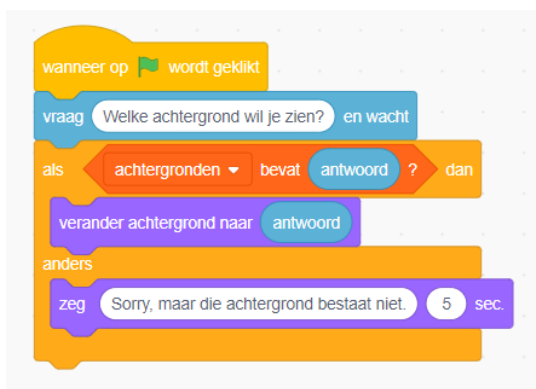 wanneer op wordt geklikt
vraag Welke achtergrond wil je zien? en wacht
als achtergronden bevat antwoord ? dan
verander achtergrond naar antwoord
anders
zeg Sorry, maar die achtergrond bestaat niet. 5 sec.